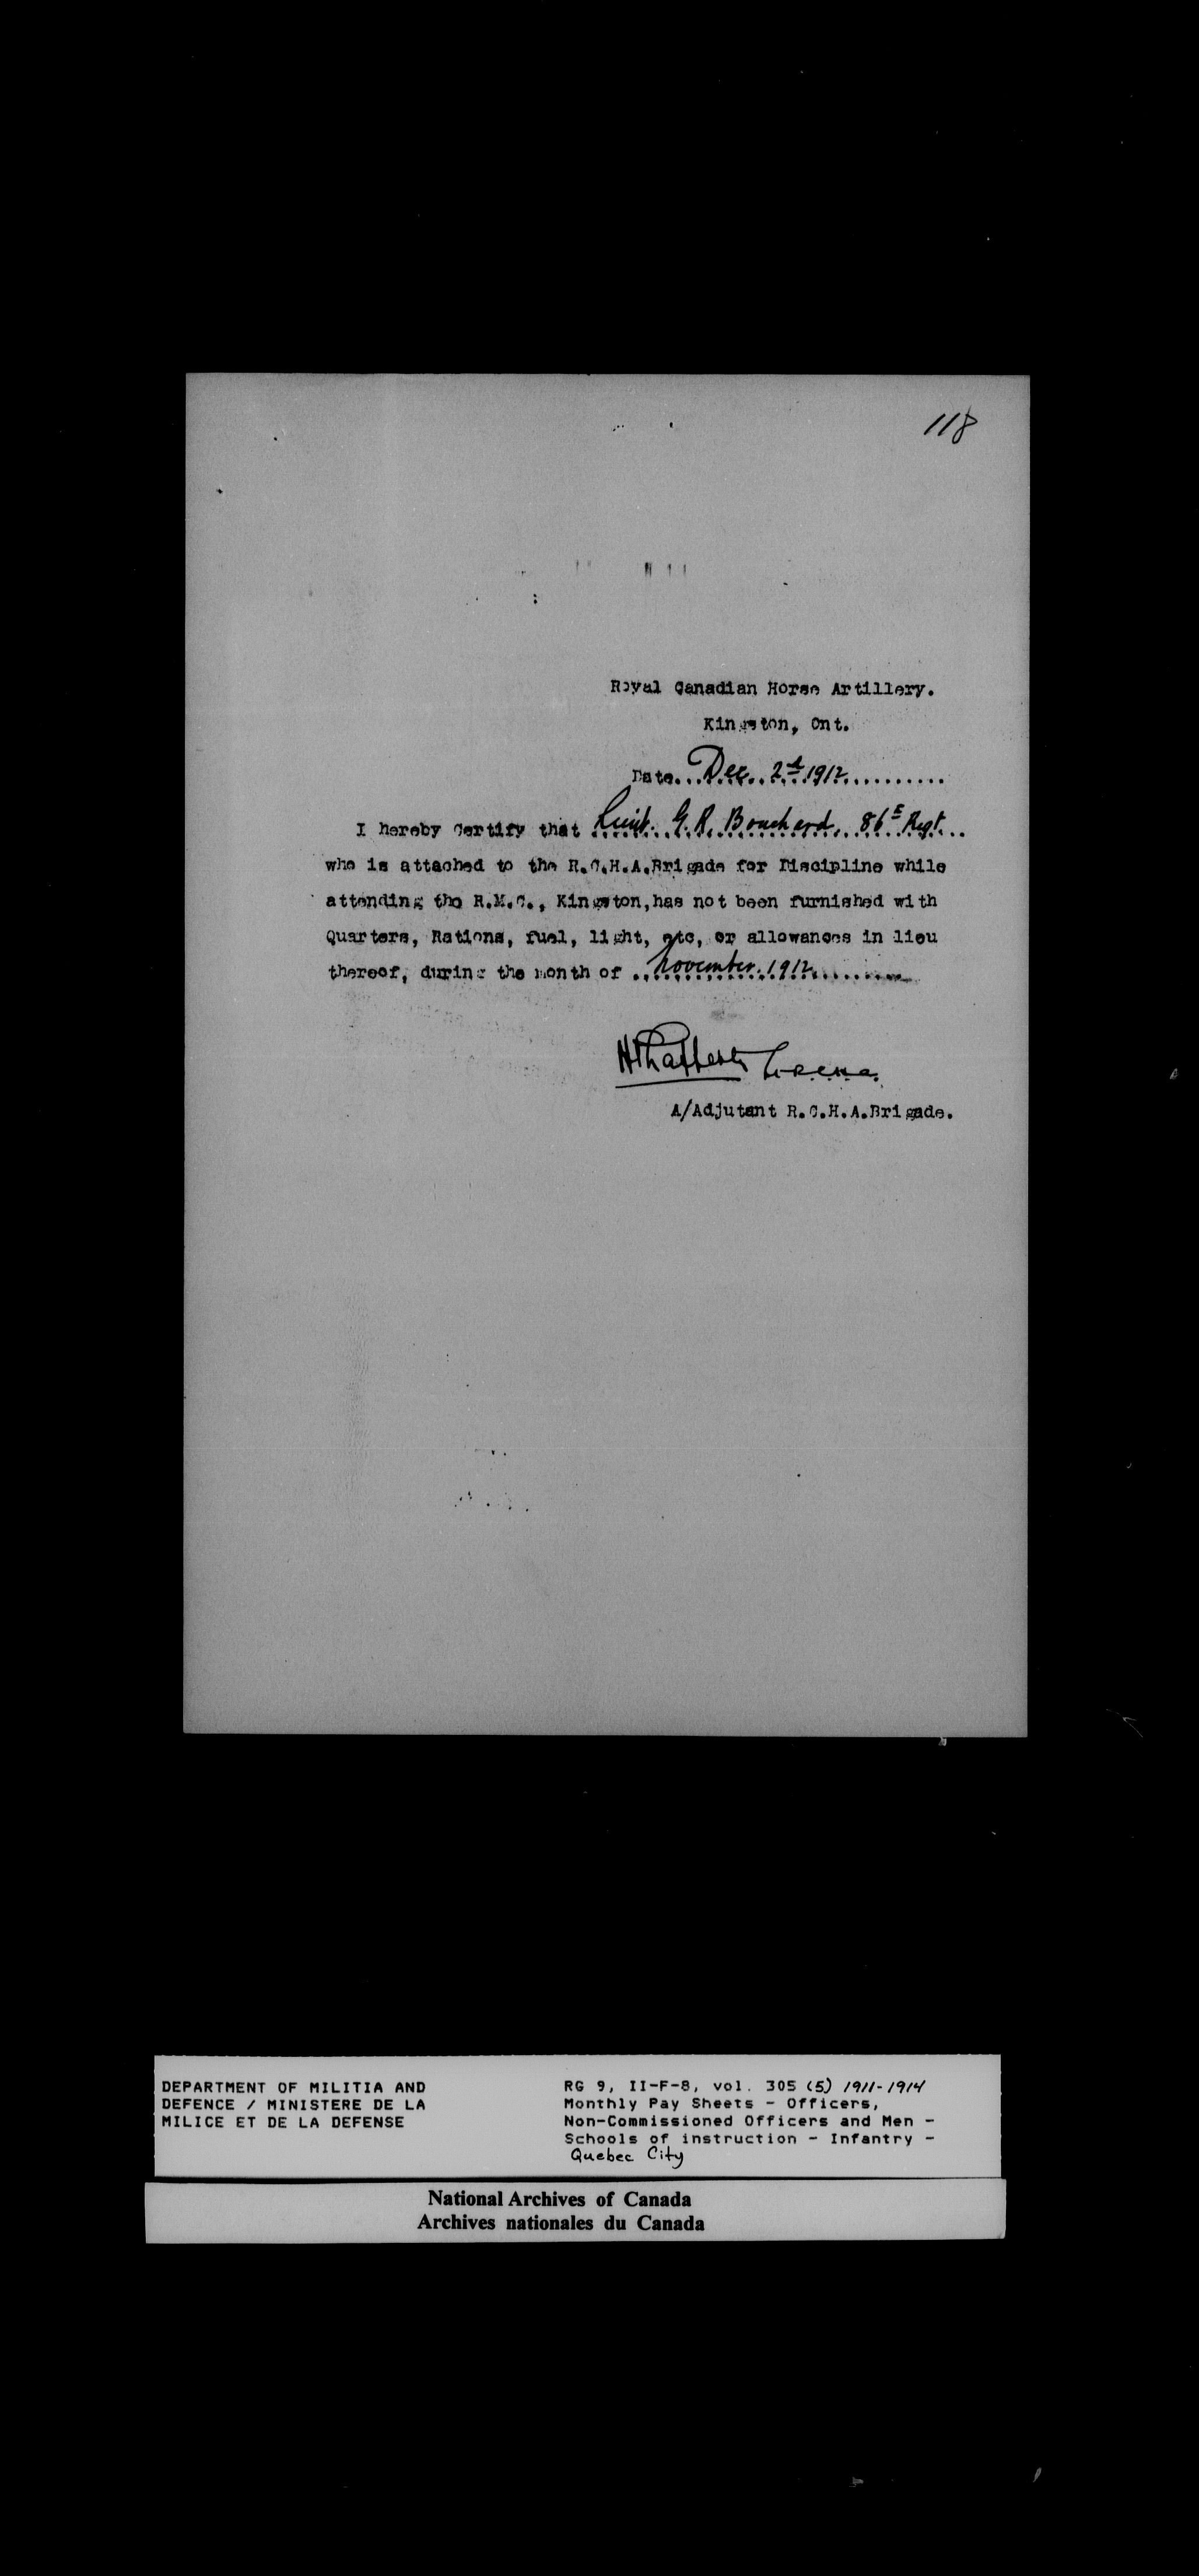 118
Royal Canadian Horse Artillery.
Kingston, Ont.
Date...Dec. 2nd 1912...........
I hereby Certify that Lieut. G.R. Bouchard, 86E Regt...
who is attached to the R.C.H.A.Brigade for Discipline while
attending the R.M.C., Kingston,has not been furnished with
Quarters, Rations, fuel, light, etc, or allowances in lieu
thereof, during the month of ..November.1912.........
A/Adjutant R.C.H.A.Brigade.
DEPARTMENT OF MILITIA AND
DEFENCE / MINISTERE DE LA
MILICE ET DE LA DEFENSE
RG 9, II-F-8, vol. 305 (5) 1911-1914
Monthly Pay Sheets - Officers,
Non-Commissioned Officers and Men -
Schools of instruction - Infantry -
Quebec City
National Archives of Canada
Archives nationales du Canada